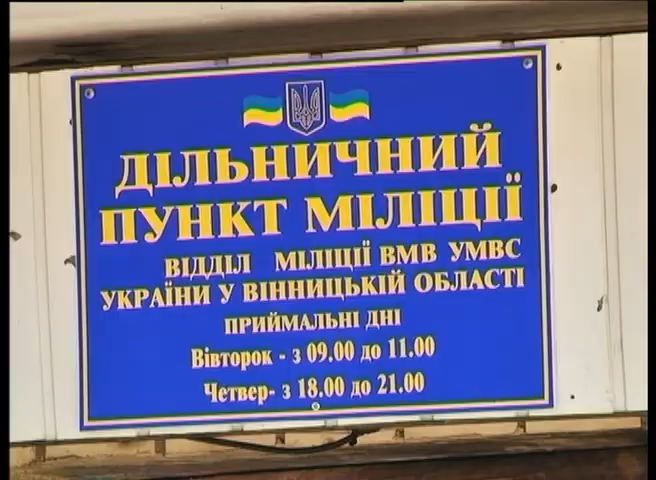 ДІЛЬНИЧНИЙ
ПУНКТ МІЛІЦІЇ
ВІДДІЛ МІЛІЦІЇ ВМВ УМВС
УКРАЇНИ У ВІННИЦЬКІЙ ОБЛАСТІ
ПРИЙМАЛЬНІ ДНІ
Вівторок - з 09.00 до 11.00
Четвер- з 18.00 до 21.00